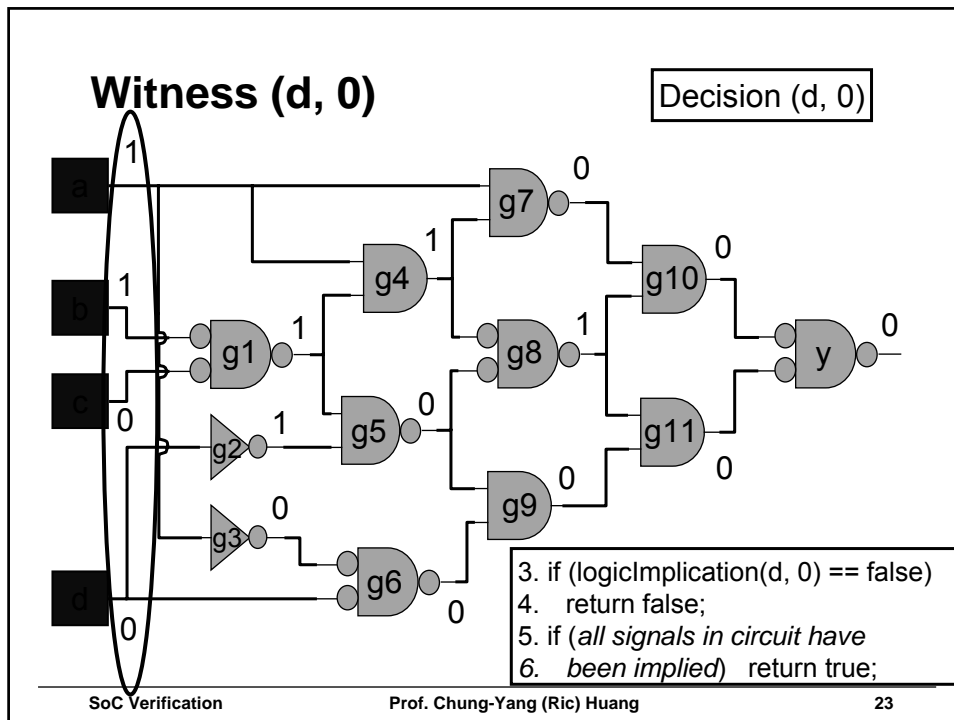 Witness (d, 0)
Decision (d, 0)
1
a
0
g7
1
g4
0
g10
1
b
1
g1
1
g8
0
y
c
0
1
g2
0
g5
g11
0
0
g9
0
g3
g6
0
d
0
3. if (logicImplication(d, 0) == false)
4. return false;
5. if (all signals in circuit have
6. been implied) return true;
SoC Verification Prof. Chung-Yang (Ric) Huang 23